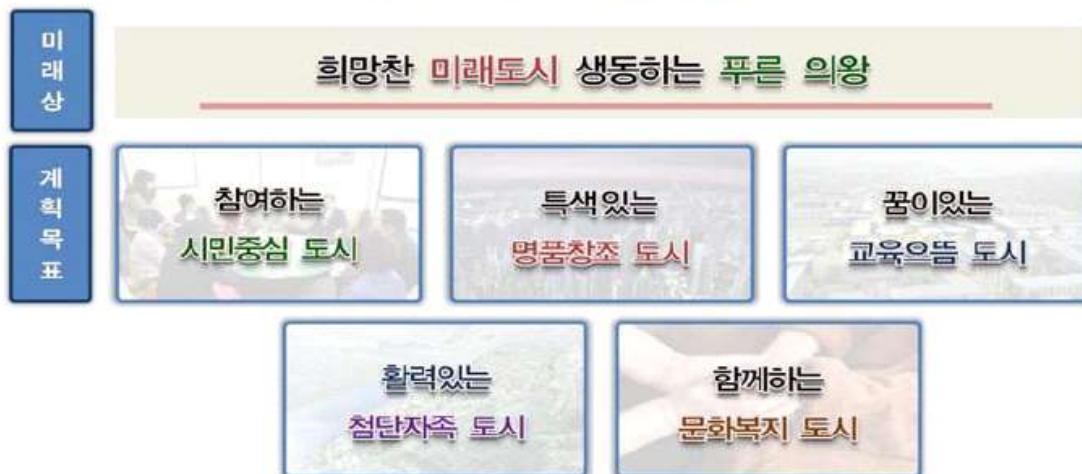 미래상
희망찬 미래도시 생동하는 푸른 의왕
계획목표
참여하는
시민중심 도시
특색있는
명품창조 도시
꿈이있는
교육으뜸 도시
활력있는
첨단자족 도시
함께하는
문화복지 도시